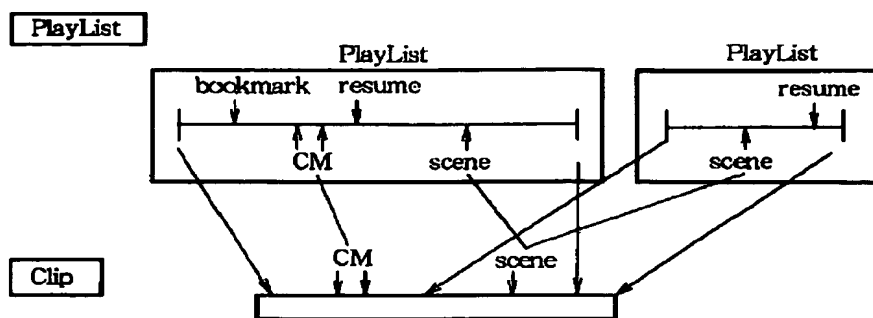 PlayList
PlayList
PlayList
bookmark resume
resume
CM scene
scene
CM scene
Clip